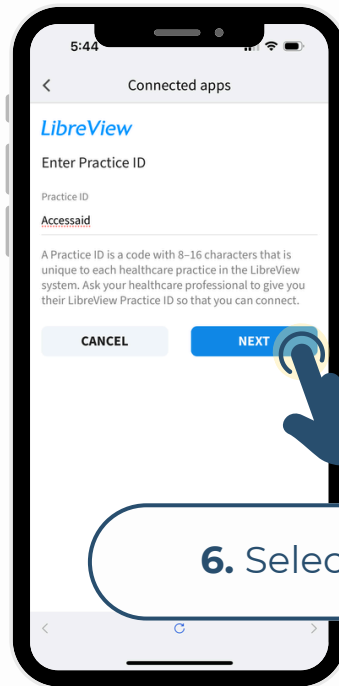 5:44
Connected apps
LibreView
Enter Practice ID
Practice ID
Accessaid
A Practice ID is a code with 8–16 characters that is
unique to each healthcare practice in the LibreView
system. Ask your healthcare professional to give you
their LibreView Practice ID so that you can connect.
CANCEL NEXT
6.